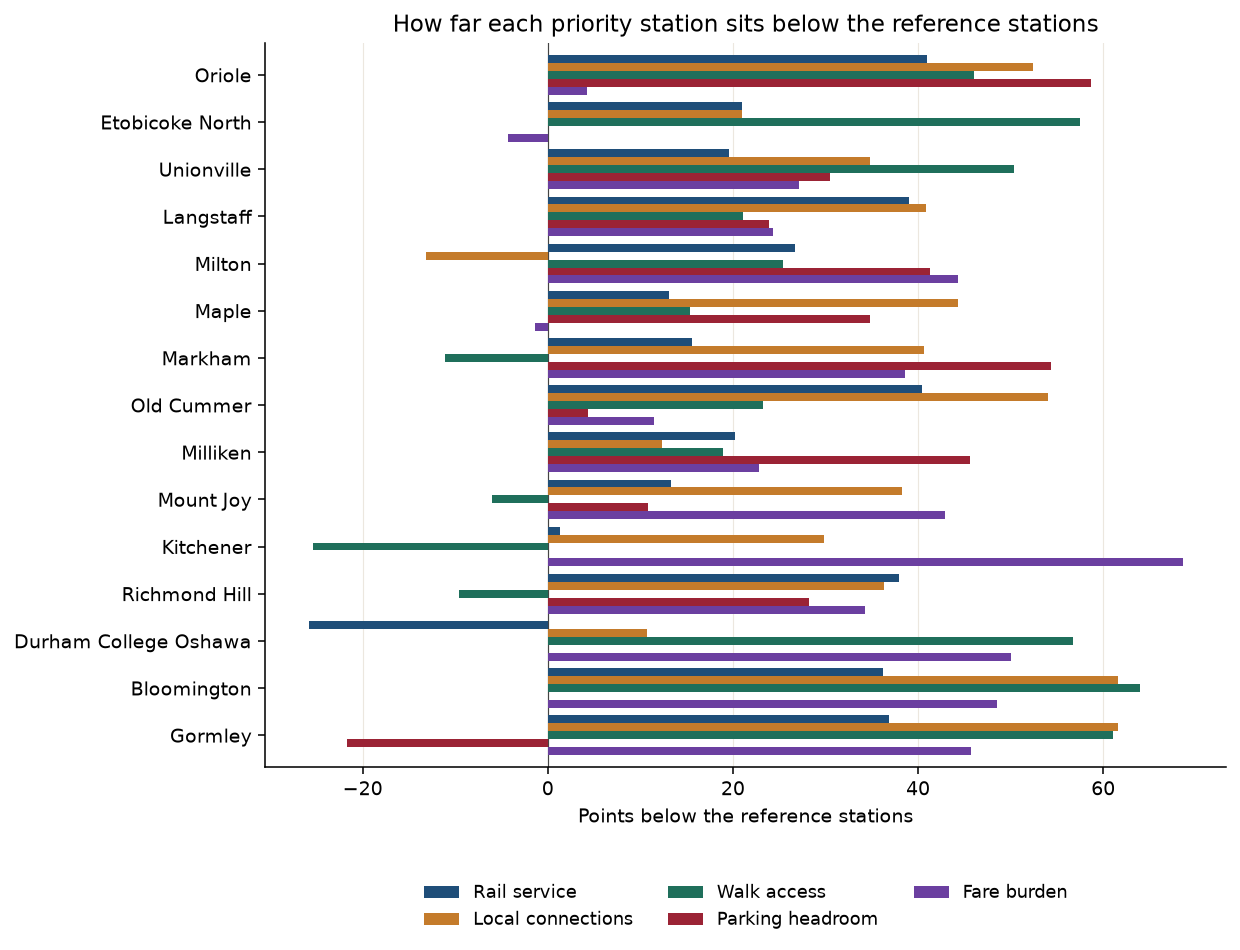 How far each priority station sits below the reference stations
Oriole
Etobicoke North
Unionville
Langstaff
Milton
Maple
Markham
Old Cummer
Milliken
Mount Joy
Kitchener
Richmond Hill
Durham College Oshawa
Bloomington
Gormley
−20 0 20 40 60
Points below the reference stations
Rail service Walk access Fare burden
Local connections Parking headroom